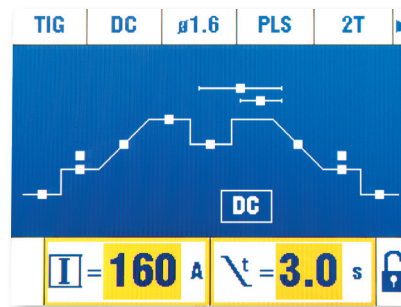 TIG DC ø1.6 PLS 2T
DC
I = 160 A t = 3.0 s